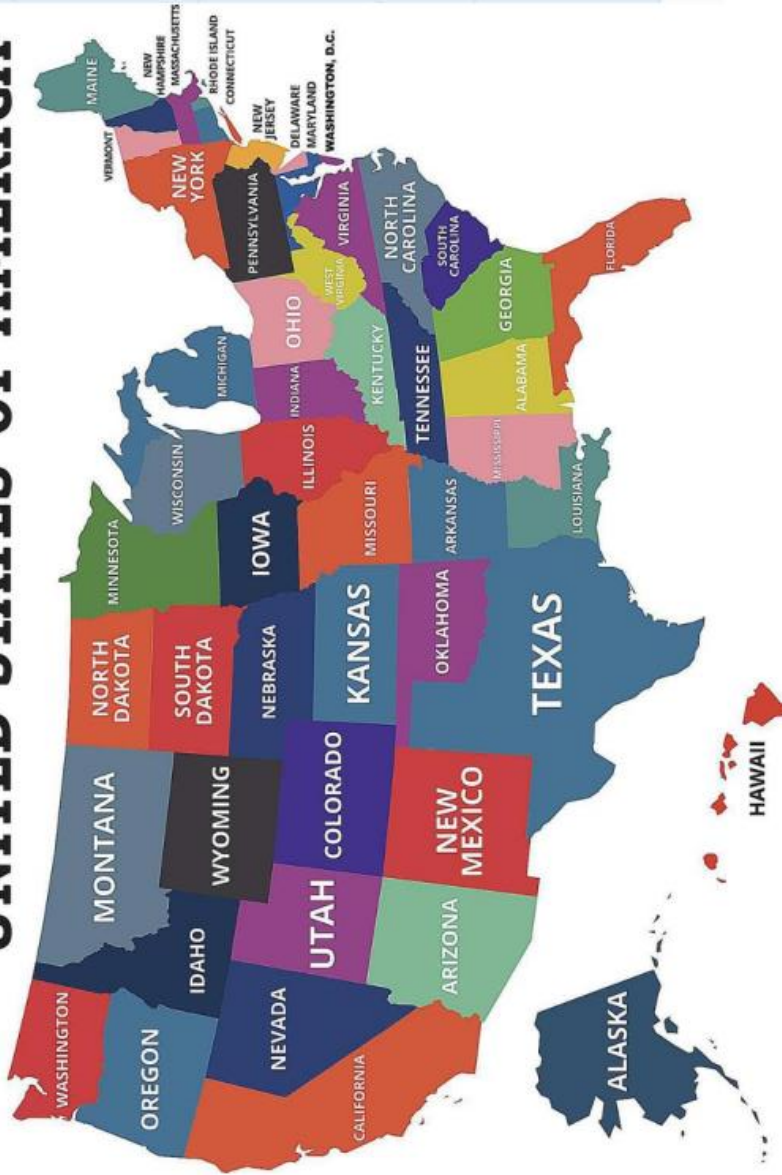 UNITED STATES OF AMERICA
WASHINGTON
OREGON
CALIFORNIA
NEVADA
IDAHO
MONTANA
WYOMING
UTAH
ARIZONA
COLORADO
NEW
MEXICO
NORTH
DAKOTA
SOUTH
DAKOTA
NEBRASKA
KANSAS
OKLAHOMA
TEXAS
MINNESOTA
IOWA
MISSOURI
ARKANSAS
LOUISIANA
WISCONSIN
ILLINOIS
MICHIGAN
INDIANA
OHIO
KENTUCKY
TENNESSEE
MISSISSIPPI
ALABAMA
GEORGIA
FLORIDA
SOUTH
CAROLINA
NORTH
CAROLINA
VIRGINIA
WEST
VIRGINIA
PENNSYLVANIA
NEW
YORK
VERMONT
MAINE
NEW
HAMPSHIRE
MASSACHUSETTS
RHODE ISLAND
CONNECTICUT
NEW
JERSEY
DELAWARE
MARYLAND
WASHINGTON, D.C.
ALASKA
HAWAII